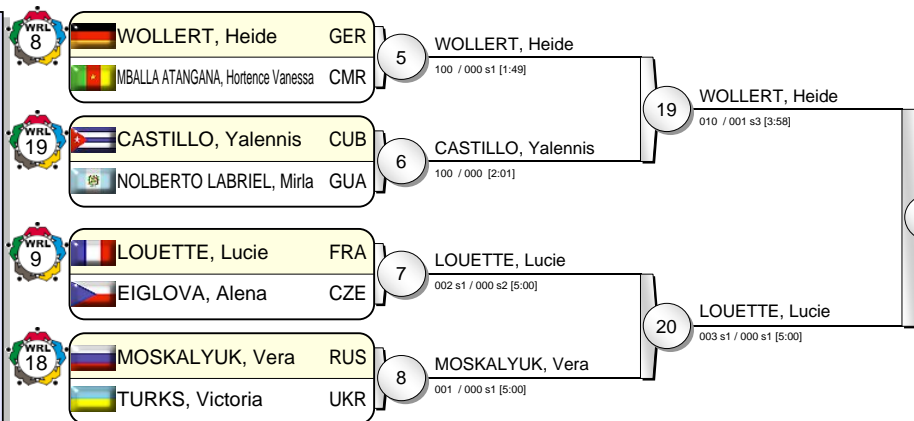 WRL
8
WOLLERT, Heide GER
MBALLA ATANGANA, Hortence Vanessa CMR
5
WOLLERT, Heide
100 / 000 s1 [1:49]
19
WOLLERT, Heide
010 / 001 s3 [3:58]
WRL
19
CASTILLO, Yalennis CUB
NOLBERTO LABRIEL, Mirla GUA
6
CASTILLO, Yalennis
100 / 000 [2:01]
WRL
9
LOUETTE, Lucie FRA
EIGLOVA, Alena CZE
7
LOUETTE, Lucie
002 s1 / 000 s2 [5:00]
20
LOUETTE, Lucie
003 s1 / 000 s1 [5:00]
WRL
18
MOSKALYUK, Vera RUS
TURKS, Victoria UKR
8
MOSKALYUK, Vera
001 / 000 s1 [5:00]